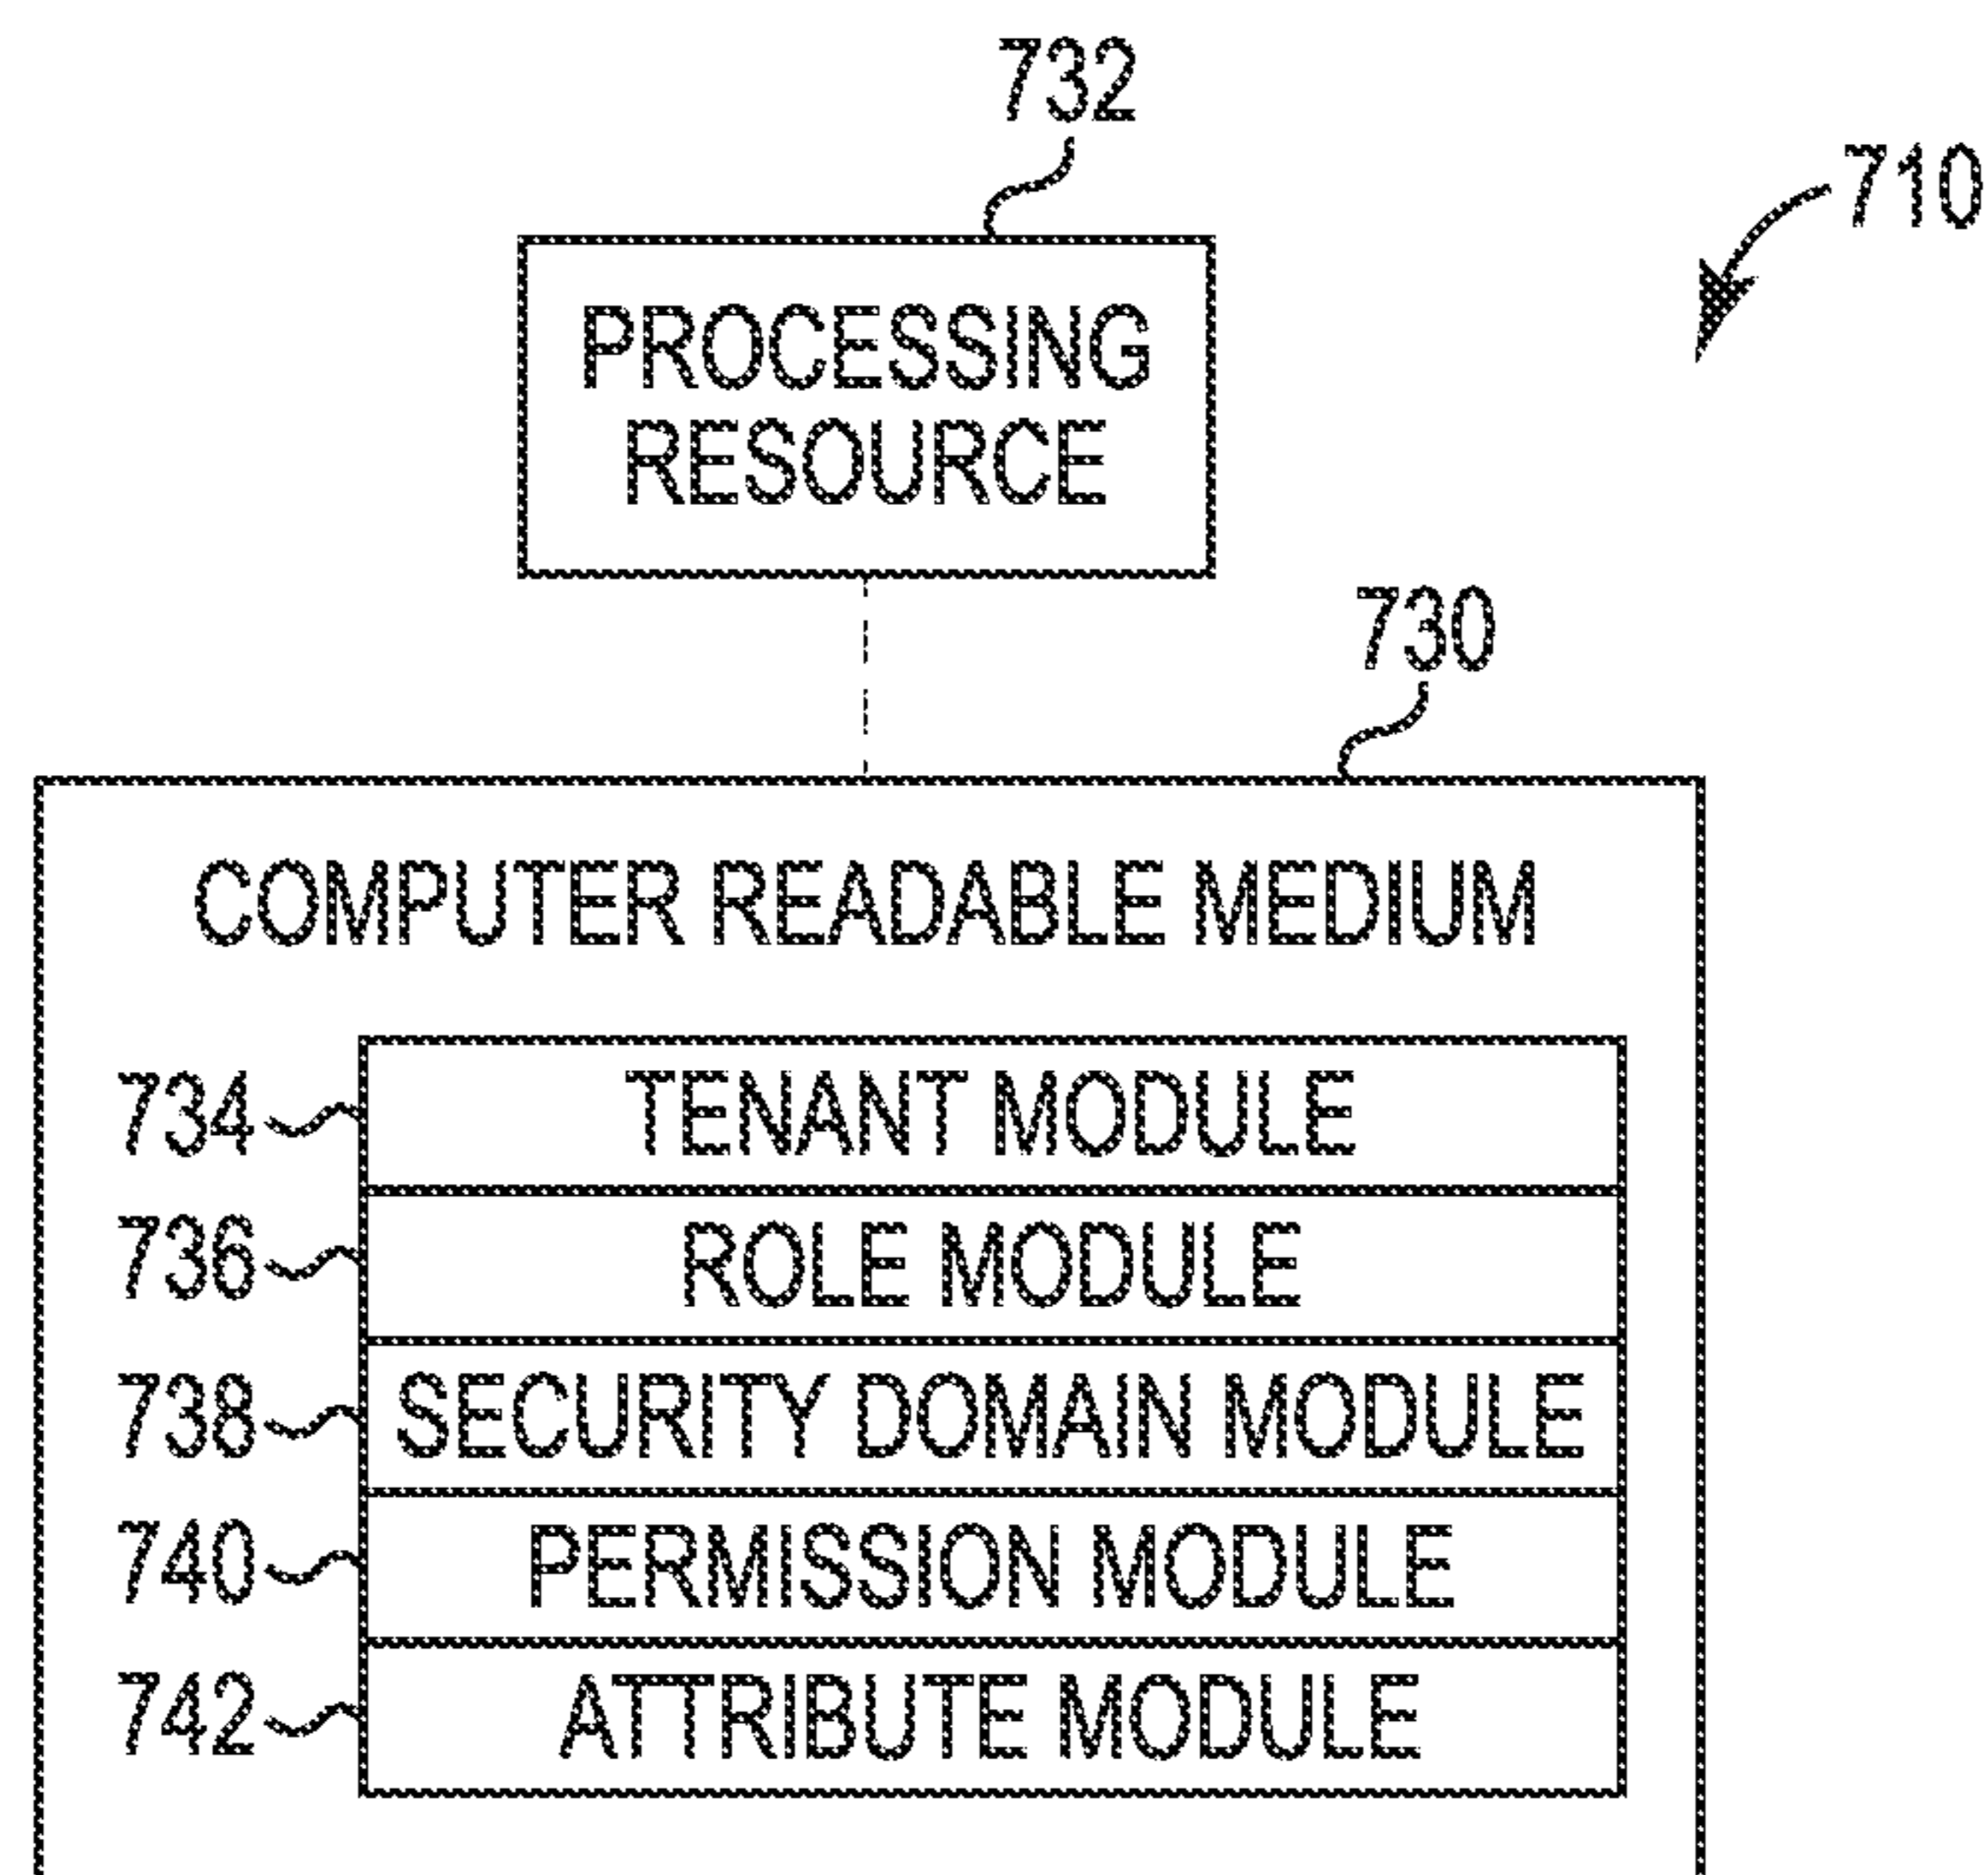 732
710
PROCESSING
RESOURCE
730
COMPUTER READABLE MEDIUM
734 TENANT MODULE
736 ROLE MODULE
738 SECURITY DOMAIN MODULE
740 PERMISSION MODULE
742 ATTRIBUTE MODULE